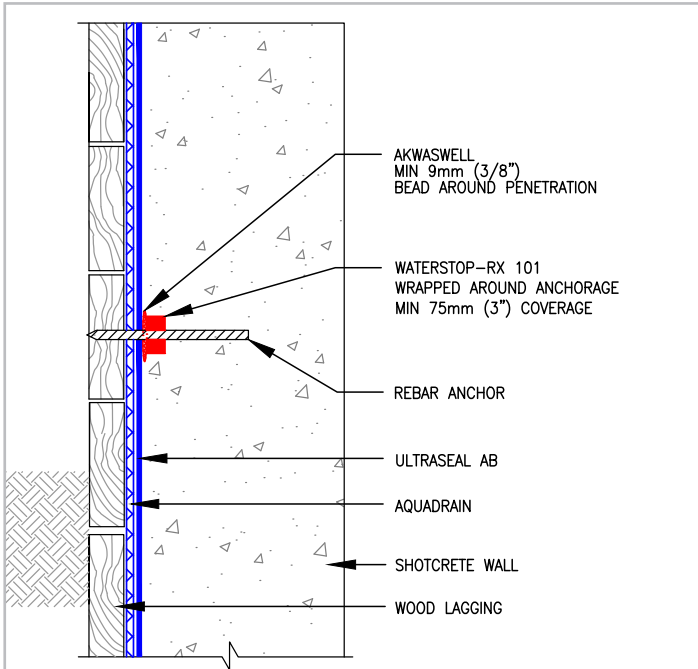 AKWASWELL
MIN 9mm (3/8”)
BEAD AROUND PENETRATION
WATERSTOP-RX 101
WRAPPED AROUND ANCHORAGE
MIN 75mm (3”) COVERAGE
REBAR ANCHOR
ULTRASEAL AB
AQUADRAIN
SHOTCRETE WALL
WOOD LAGGING